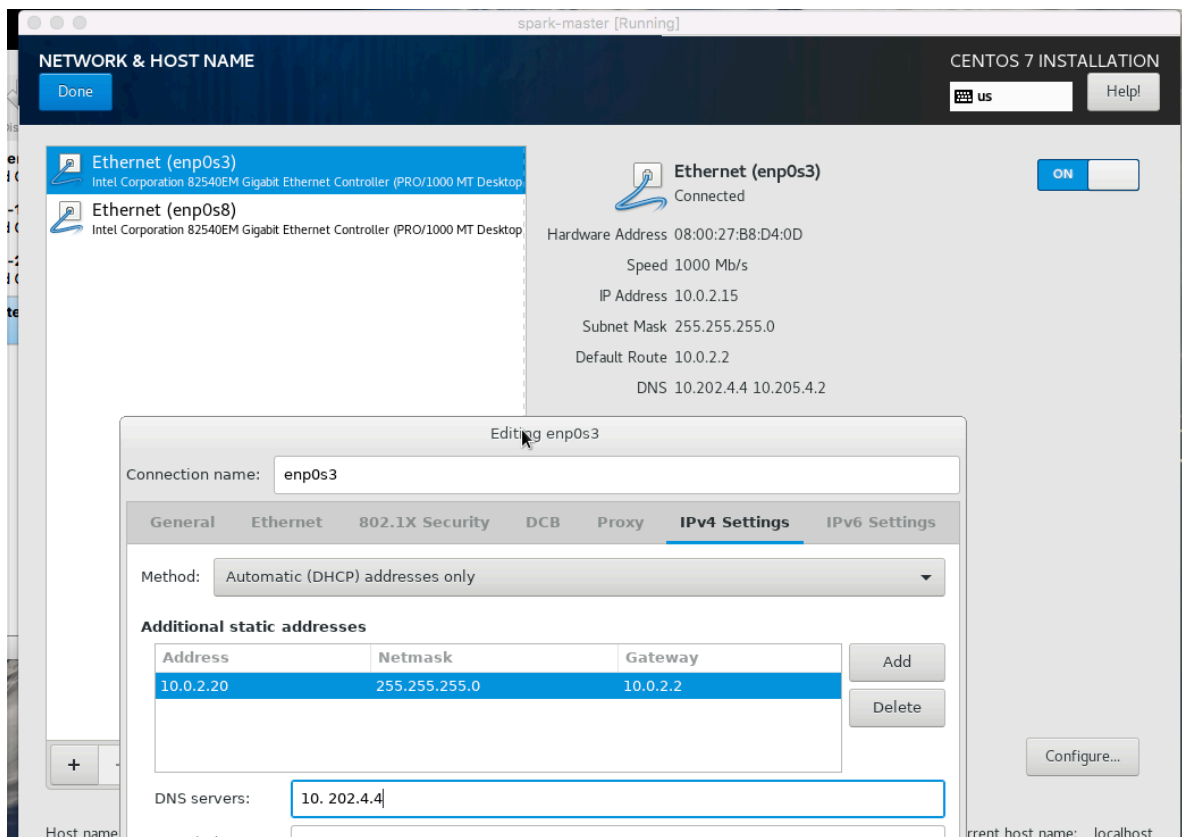 spark-master [Running]
NETWORK & HOST NAME
CENTOS 7 INSTALLATION
Done
us
Help!
Ethernet (enp0s3)
Intel Corporation 82540EM Gigabit Ethernet Controller (PRO/1000 MT Desktop
Ethernet (enp0s8)
Intel Corporation 82540EM Gigabit Ethernet Controller (PRO/1000 MT Desktop
Ethernet (enp0s3)
Connected
ON
Hardware Address 08:00:27:B8:D4:0D
Speed 1000 Mb/s
IP Address 10.0.2.15
Subnet Mask 255.255.255.0
Default Route 10.0.2.2
DNS 10.202.4.4 10.205.4.2
Editing enp0s3
Connection name: enp0s3
General Ethernet 802.1X Security DCB Proxy IPv4 Settings IPv6 Settings
Method: Automatic (DHCP) addresses only
Additional static addresses
Address Netmask Gateway
10.0.2.20 255.255.255.0 10.0.2.2
Add
Delete
+
Configure...
DNS servers: 10. 202.4.4
Host name
host name: localhost